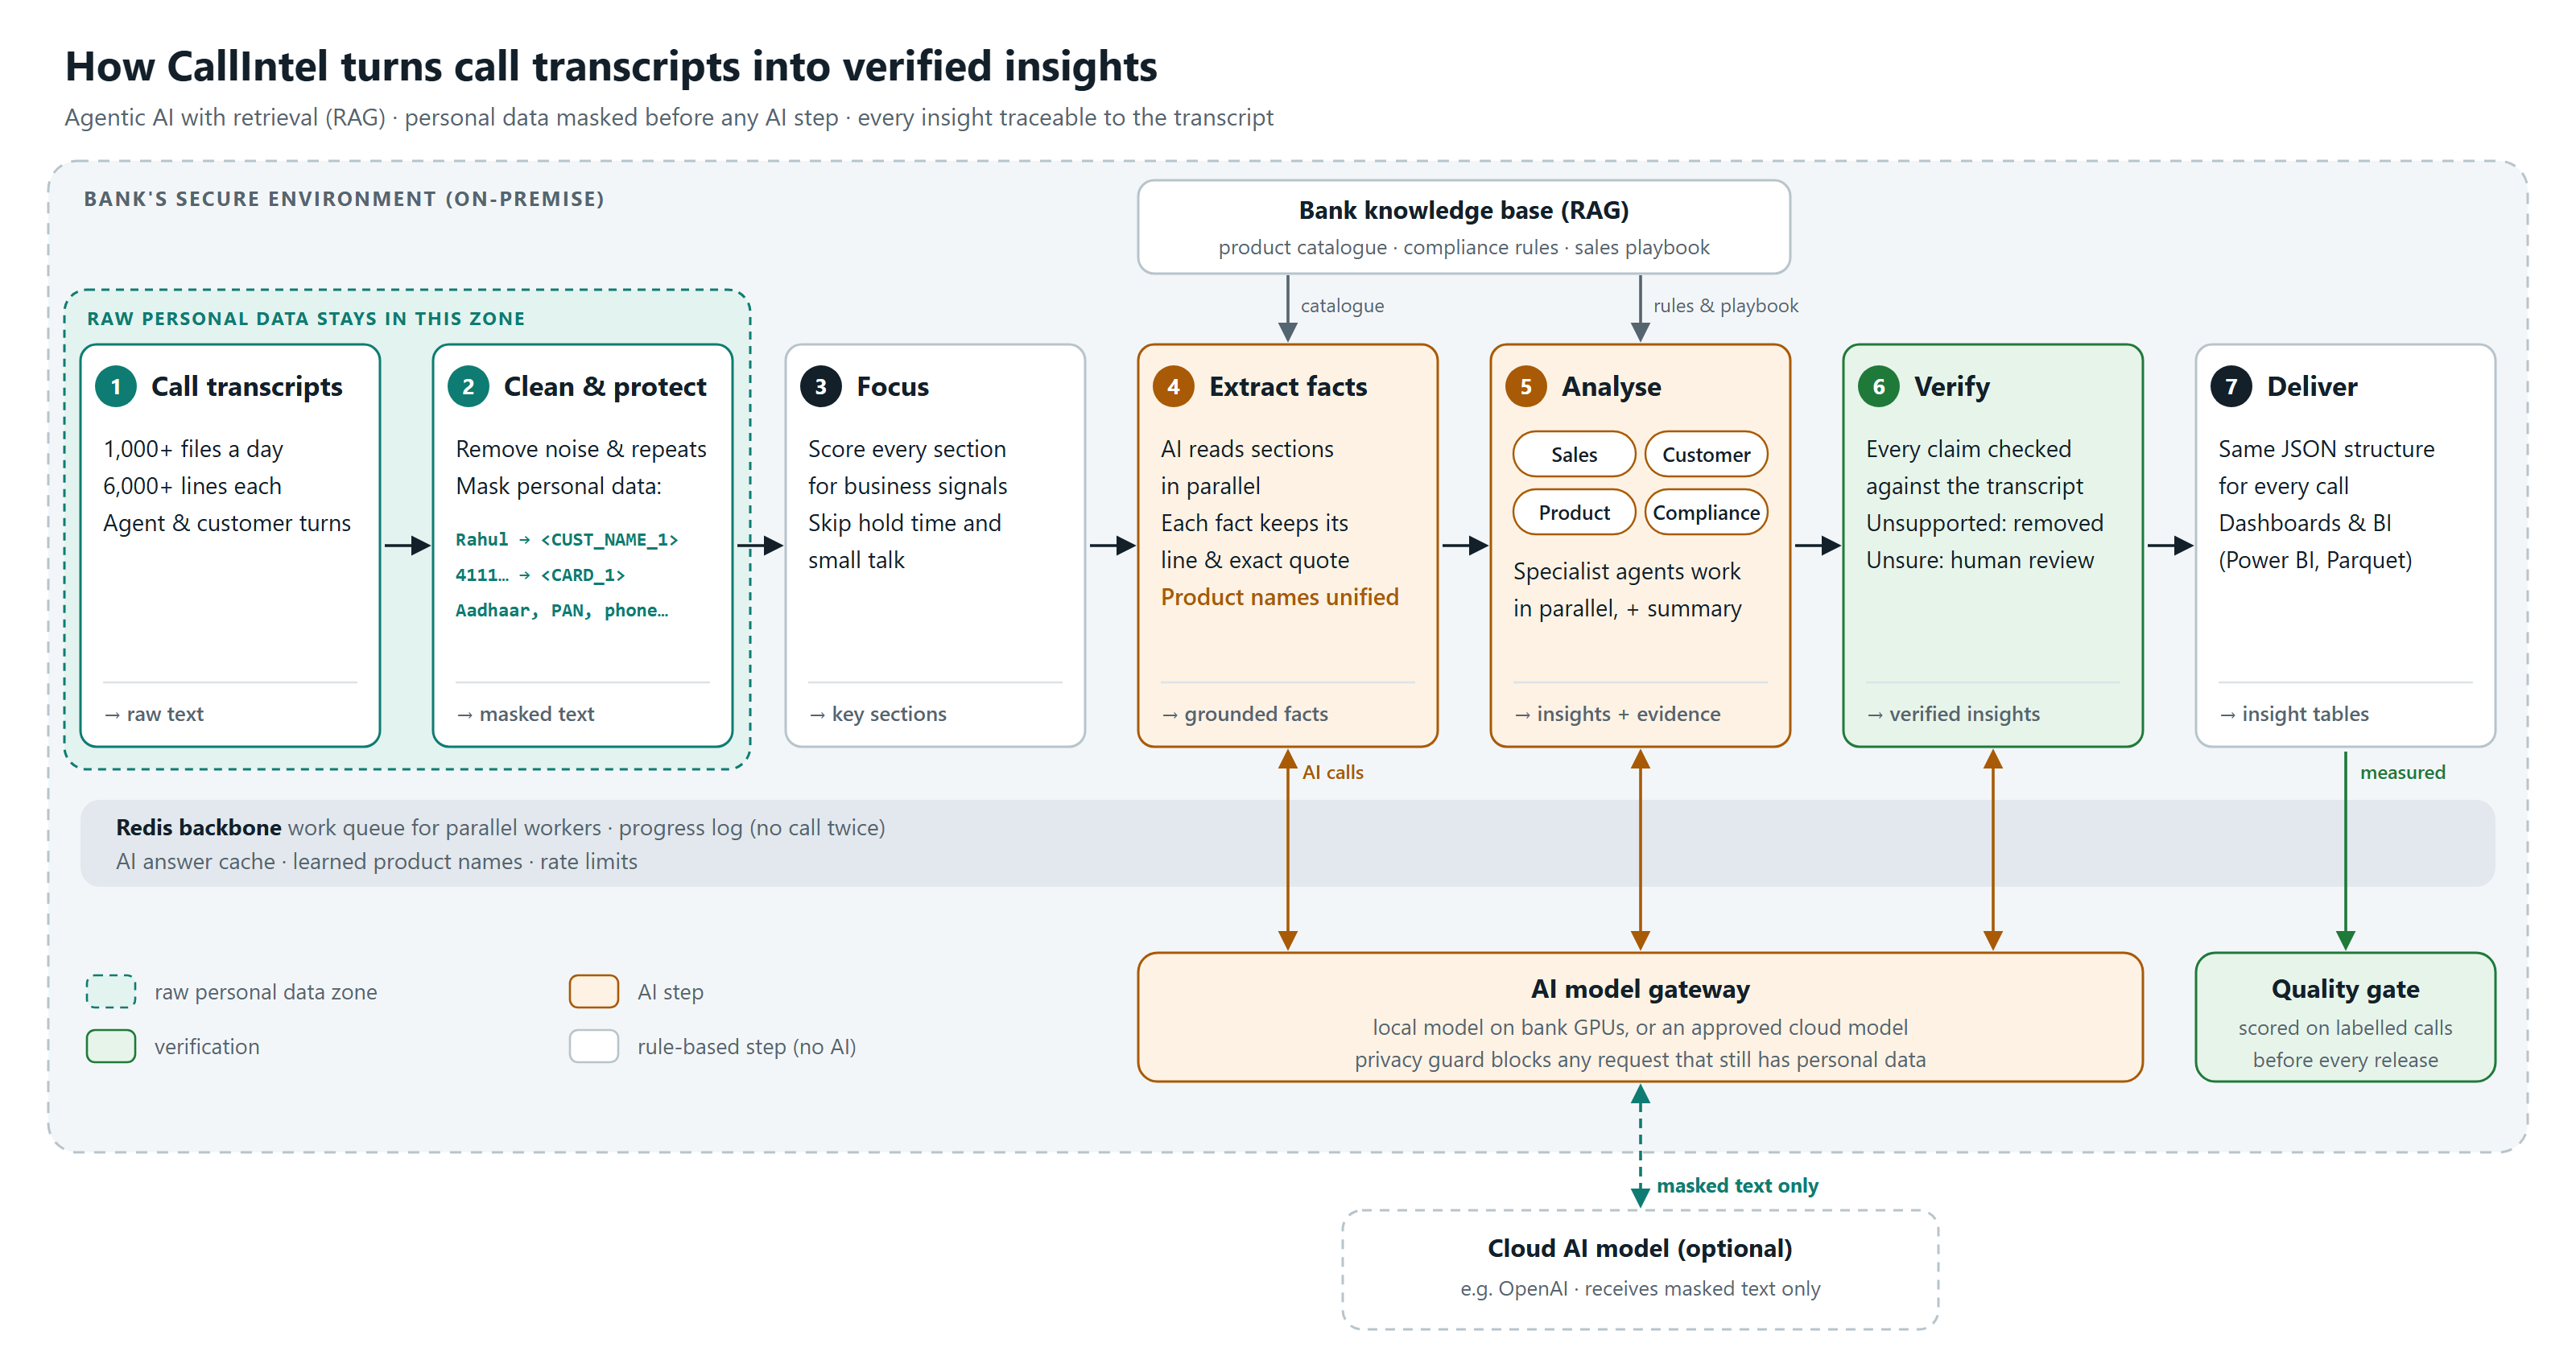 How CallIntel turns call transcripts into verified insights
Agentic AI with retrieval (RAG) · personal data masked before any AI step · every insight traceable to the transcript
BANK'S SECURE ENVIRONMENT (ON-PREMISE)
Bank knowledge base (RAG)
product catalogue · compliance rules · sales playbook
catalogue
rules & playbook
RAW PERSONAL DATA STAYS IN THIS ZONE
1 Call transcripts
1,000+ files a day
6,000+ lines each
Agent & customer turns
→ raw text
2 Clean & protect
Remove noise & repeats
Mask personal data:
Rahul → <CUST_NAME_1>
4111… → <CARD_1>
Aadhaar, PAN, phone…
→ masked text
3 Focus
Score every section
for business signals
Skip hold time and
small talk
→ key sections
4 Extract facts
AI reads sections
in parallel
Each fact keeps its
line & exact quote
Product names unified
→ grounded facts
5 Analyse
Sales
Customer
Product
Compliance
Specialist agents work
in parallel, + summary
→ insights + evidence
6 Verify
Every claim checked
against the transcript
Unsupported: removed
Unsure: human review
→ verified insights
7 Deliver
Same JSON structure
for every call
Dashboards & BI
(Power BI, Parquet)
→ insight tables
AI calls
measured
Redis backbone work queue for parallel workers · progress log (no call twice)
AI answer cache · learned product names · rate limits
raw personal data zone
AI step
verification
rule-based step (no AI)
AI model gateway
local model on bank GPUs, or an approved cloud model
privacy guard blocks any request that still has personal data
Quality gate
scored on labelled calls
before every release
masked text only
Cloud AI model (optional)
e.g. OpenAI · receives masked text only